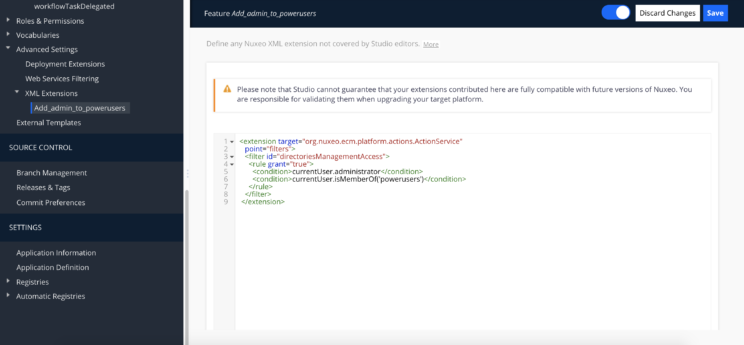 workflowTaskDelegated
Roles & Permissions
Vocabularies
Advanced Settings
Deployment Extensions
Web Services Filtering
XML Extensions
Add_admin_to_powerusers
External Templates
SOURCE CONTROL
Branch Management
Releases & Tags
Commit Preferences
SETTINGS
Application Information
Application Definition
Registries
Automatic Registries
Feature Add_admin_to_powerusers
Discard Changes
Save
Define any Nuxeo XML extension not covered by Studio editors. More
Please note that Studio cannot guarantee that your extensions contributed here are fully compatible with future versions of Nuxeo. You
are responsible for validating them when upgrading your target platform.
1 <extension target="org.nuxeo.ecm.platform.actions.ActionService"
2 point="filters">
3 <filter id="directoriesManagementAccess">
4 <rule grant="true">
5 <condition>currentUser.administrator</condition>
6 <condition>currentUser.isMemberOf('powerusers')</condition>
7 </rule>
8 </filter>
9 </extension>